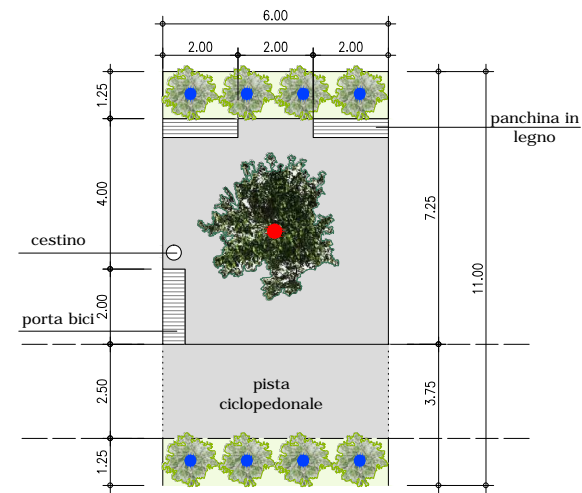 6.00
2.00 2.00 2.00
1.25
panchina in
legno
4.00
7.25
cestino
11.00
2.00
porta bici
pista
ciclopedonale
2.50
3.75
1.25